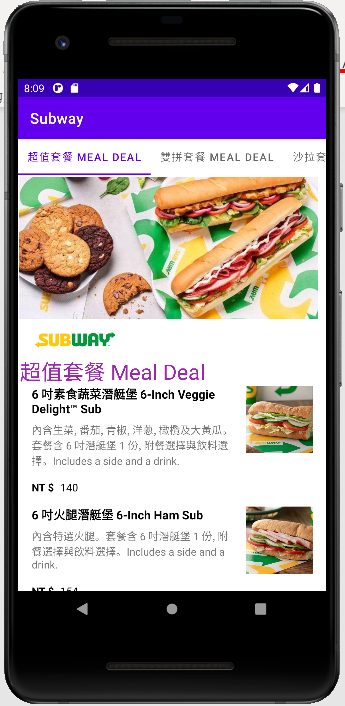 8:09
Subway
超值套餐 MEAL DEAL
雙拼套餐 MEAL DEAL
沙拉套
SUBWAY
超值套餐 Meal Deal
6 吋素食蔬菜潛艇堡 6-Inch Veggie
Delight™ Sub
內含生菜, 番茄, 青椒, 洋蔥, 橄欖及大黃瓜。
套餐含 6 吋潛艇堡 1 份, 附餐選擇與飲料選
擇。Includes a side and a drink.
NT $ 140
6 吋火腿潛艇堡 6-Inch Ham Sub
內含特選火腿。套餐含 6 吋潛艇堡 1 份, 附
餐選擇與飲料選擇。Includes a side and a
drink.
NT $